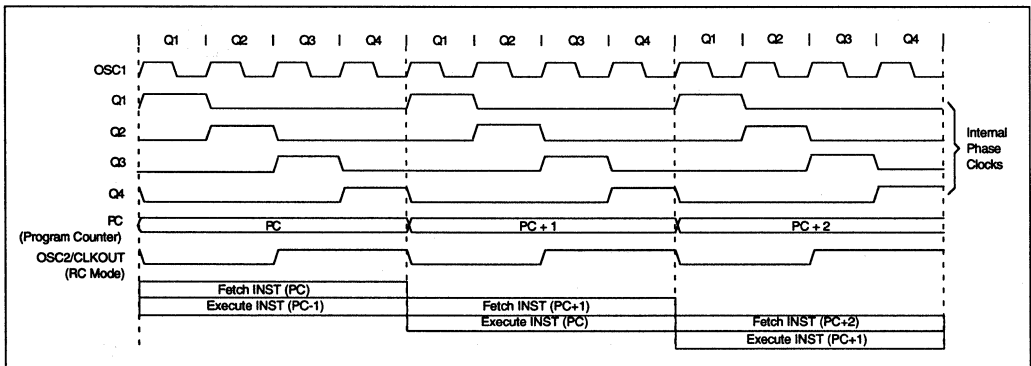 | Q1 | Q2 | Q3 | Q4 | Q1 | Q2 | Q3 | Q4 | Q1 | Q2 | Q3 | Q4 |
OSC1
Q1
Q2
Q3
Q4
Internal
Phase
Clocks
PC
(Program Counter)
PC
PC + 1
PC + 2
OSC2/CLKOUT
(RC Mode)
Fetch INST (PC)
Execute INST (PC-1)
Fetch INST (PC+1)
Execute INST (PC)
Fetch INST (PC+2)
Execute INST (PC+1)